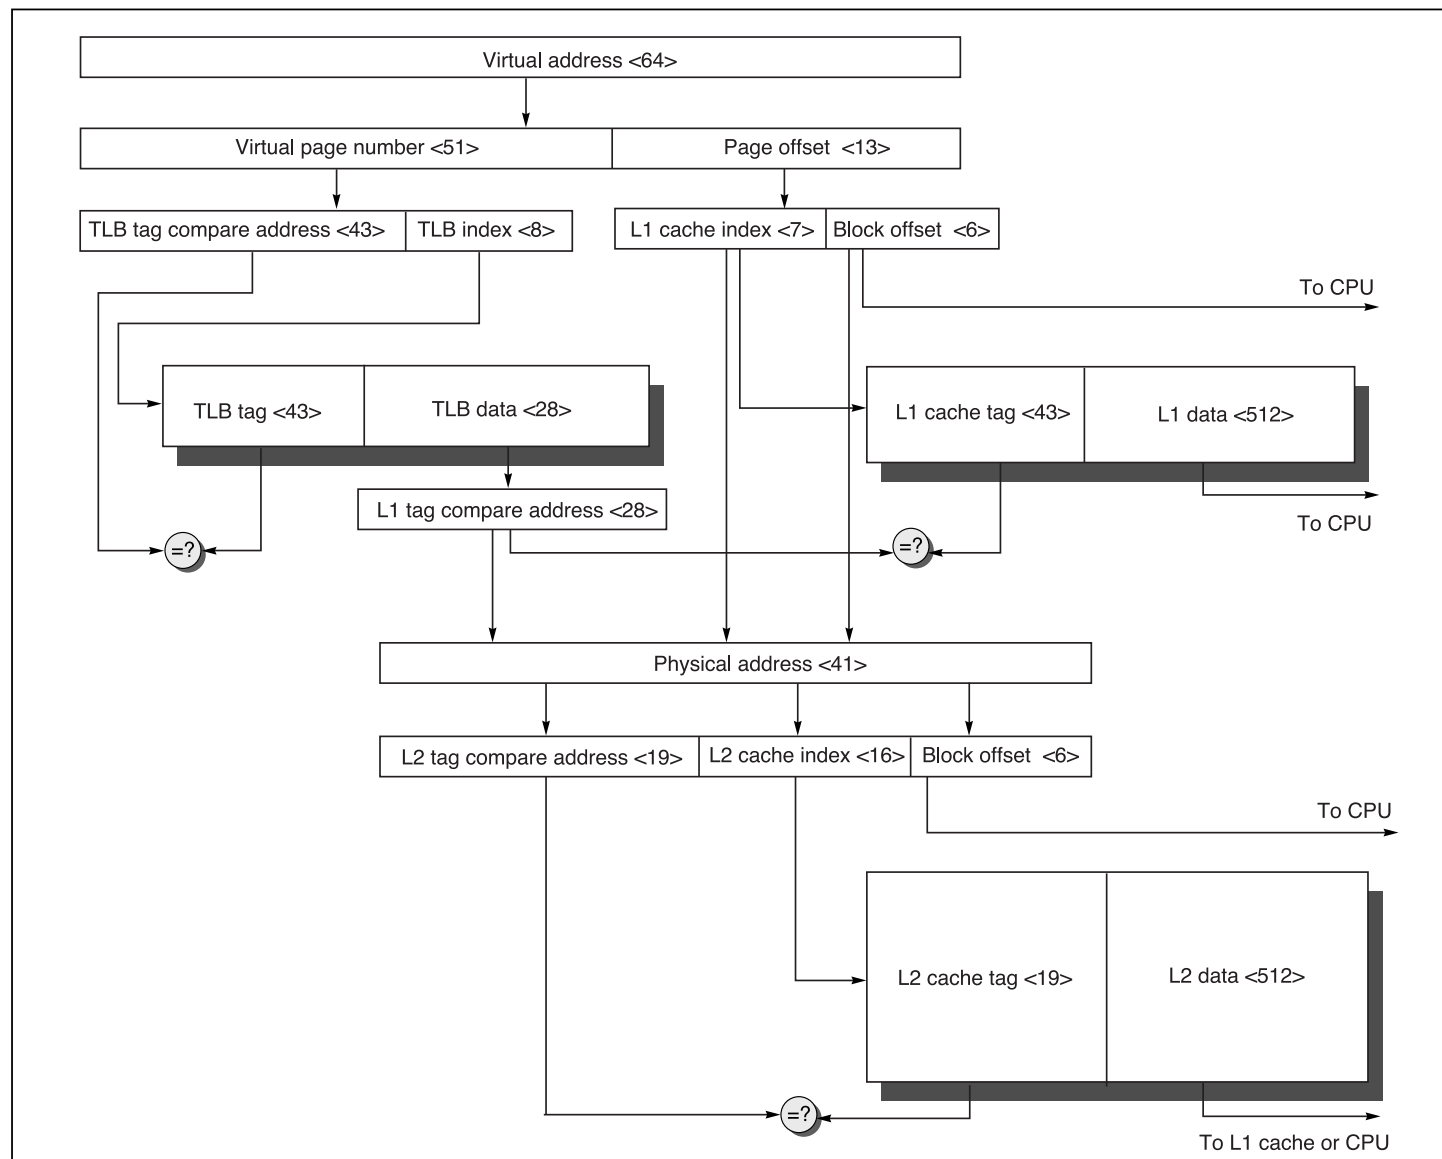 Virtual address <64>
Virtual page number <51>
Page offset <13>
TLB tag compare address <43>
TLB index <8>
L1 cache index <7>
Block offset <6>
To CPU
TLB tag <43>
TLB data <28>
L1 cache tag <43>
L1 data <512>
L1 tag compare address <28>
To CPU
=?
=?
Physical address <41>
L2 tag compare address <19>
L2 cache index <16>
Block offset <6>
To CPU
L2 cache tag <19>
L2 data <512>
=?
To L1 cache or CPU